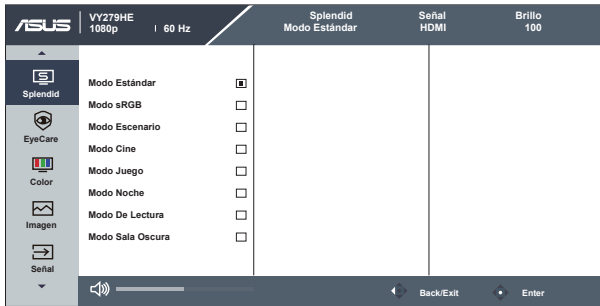 ASUS
VY279HE
1080p 60 Hz
Splendid
Modo Estándar
Señal
HDMI
Brillo
100
Splendid
EyeCare
Color
Imagen
Señal
Modo Estándar
Modo sRGB
Modo Escenario
Modo Cine
Modo Juego
Modo Noche
Modo De Lectura
Modo Sala Oscura
Back/Exit
Enter